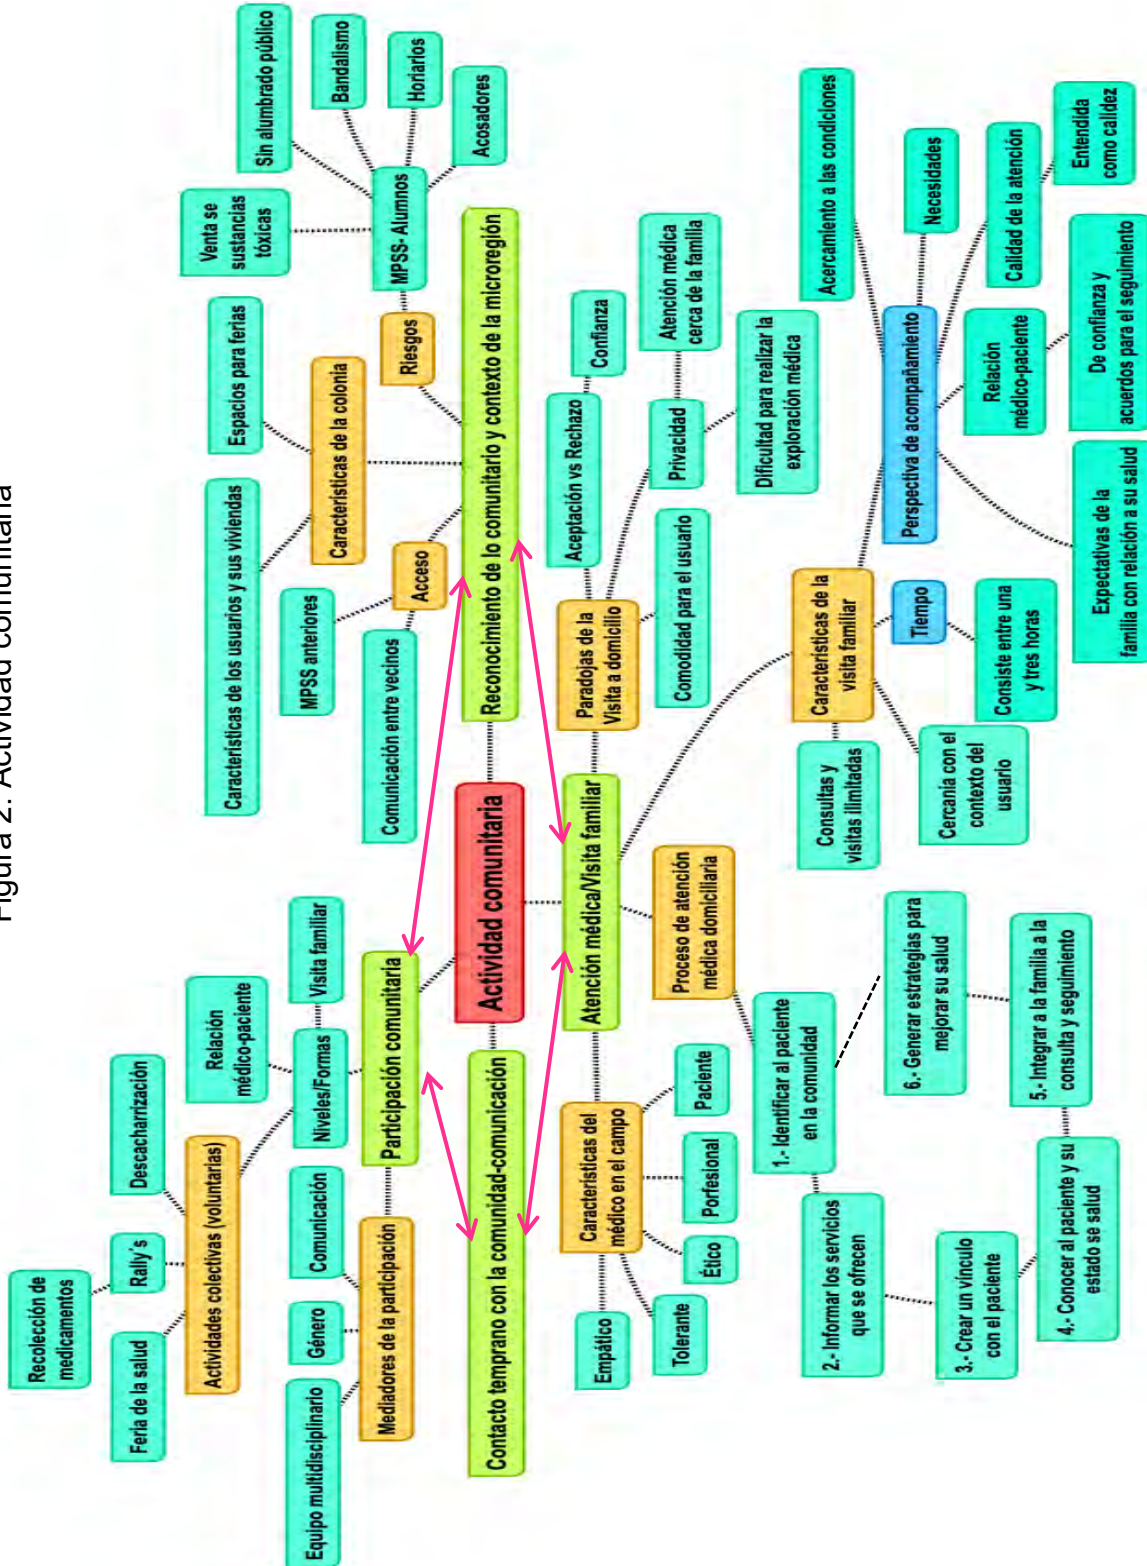 Figura 2. Actividad comunitaria
Recolección de
medicamentos
Feria de la salud
Rally´s
Descacharrización
Actividades colectivas (voluntarias)
Relación
médico-paciente
Niveles/Formas
Visita familiar
Equipo multidisciplinario
Género
Comunicación
Mediadores de la participación
Participación comunitaria
Contacto temprano con la comunidad-comunicación
Actividad comunitaria
Características de los usuarios y sus viviendas
Espacios para ferias
Características de la colonia
MPSS anteriores
Comunicación entre vecinos
Acceso
Venta se
sustancias
tóxicas
Sin alumbrado público
Bandalismo
Horiarios
Acosadores
MPSS- Alumnos
Riesgos
Reconocimiento de lo comunitario y contexto de la microregión
Atención médica/Visita familiar
Características del
médico en el campo
Empático
Tolerante
Ético
Porfesional
Paciente
Proceso de atención
médica domiciliaria
1.- Identificar al paciente
en la comunidad
2.- Informar los servicios
que se ofrecen
3.- Crear un vínculo
con el paciente
4.- Conocer al paciente y su
estado se salud
5.- Integrar a la familia a la
consulta y seguimiento
6.- Generar estrategias para
mejorar su salud
Paradojas de la
Visita a domicilio
Aceptación vs Rechazo
Confianza
Privacidad
Atención médica
cerca de la familia
Dificultad para realizar la
exploración médica
Comodidad para el usuario
Características de la
visita familiar
Consultas y
visitas ilimitadas
Cercanía con el
contexto del
usuario
Tiempo
Consiste entre una
y tres horas
Perspectiva de acompañamiento
Acercamiento a las condiciones
Necesidades
Calidad de la atención
Entendida
como calidez
Relación
médico-paciente
De confianza y
acuerdos para el seguimiento
Expectativas de la
familia con relación a su salud